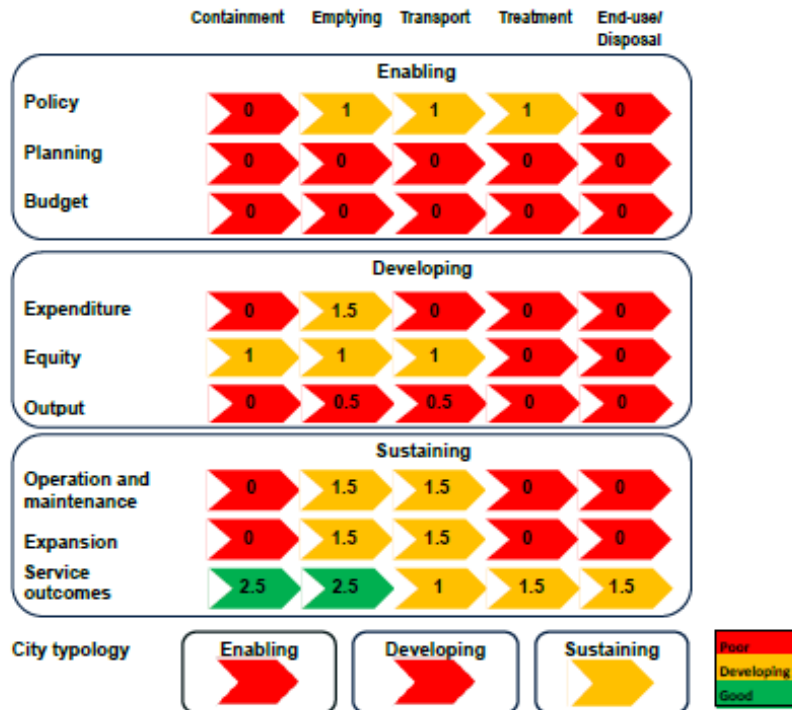 Containment Emptying Transport Treatment End-use/
Disposal
Enabling
Policy 0 1 1 1 0
Planning 0 0 0 0 0
Budget 0 0 0 0 0
Developing
Expenditure 0 1.5 0 0 0
Equity 1 1 1 0 0
Output 0 0.5 0.5 0 0
Sustaining
Operation and
maintenance 0 1.5 1.5 0 0
Expansion 0 1.5 1.5 0 0
Service
outcomes 2.5 2.5 1 1.5 1.5
City typology Enabling Developing Sustaining
Poor
Developing
Good